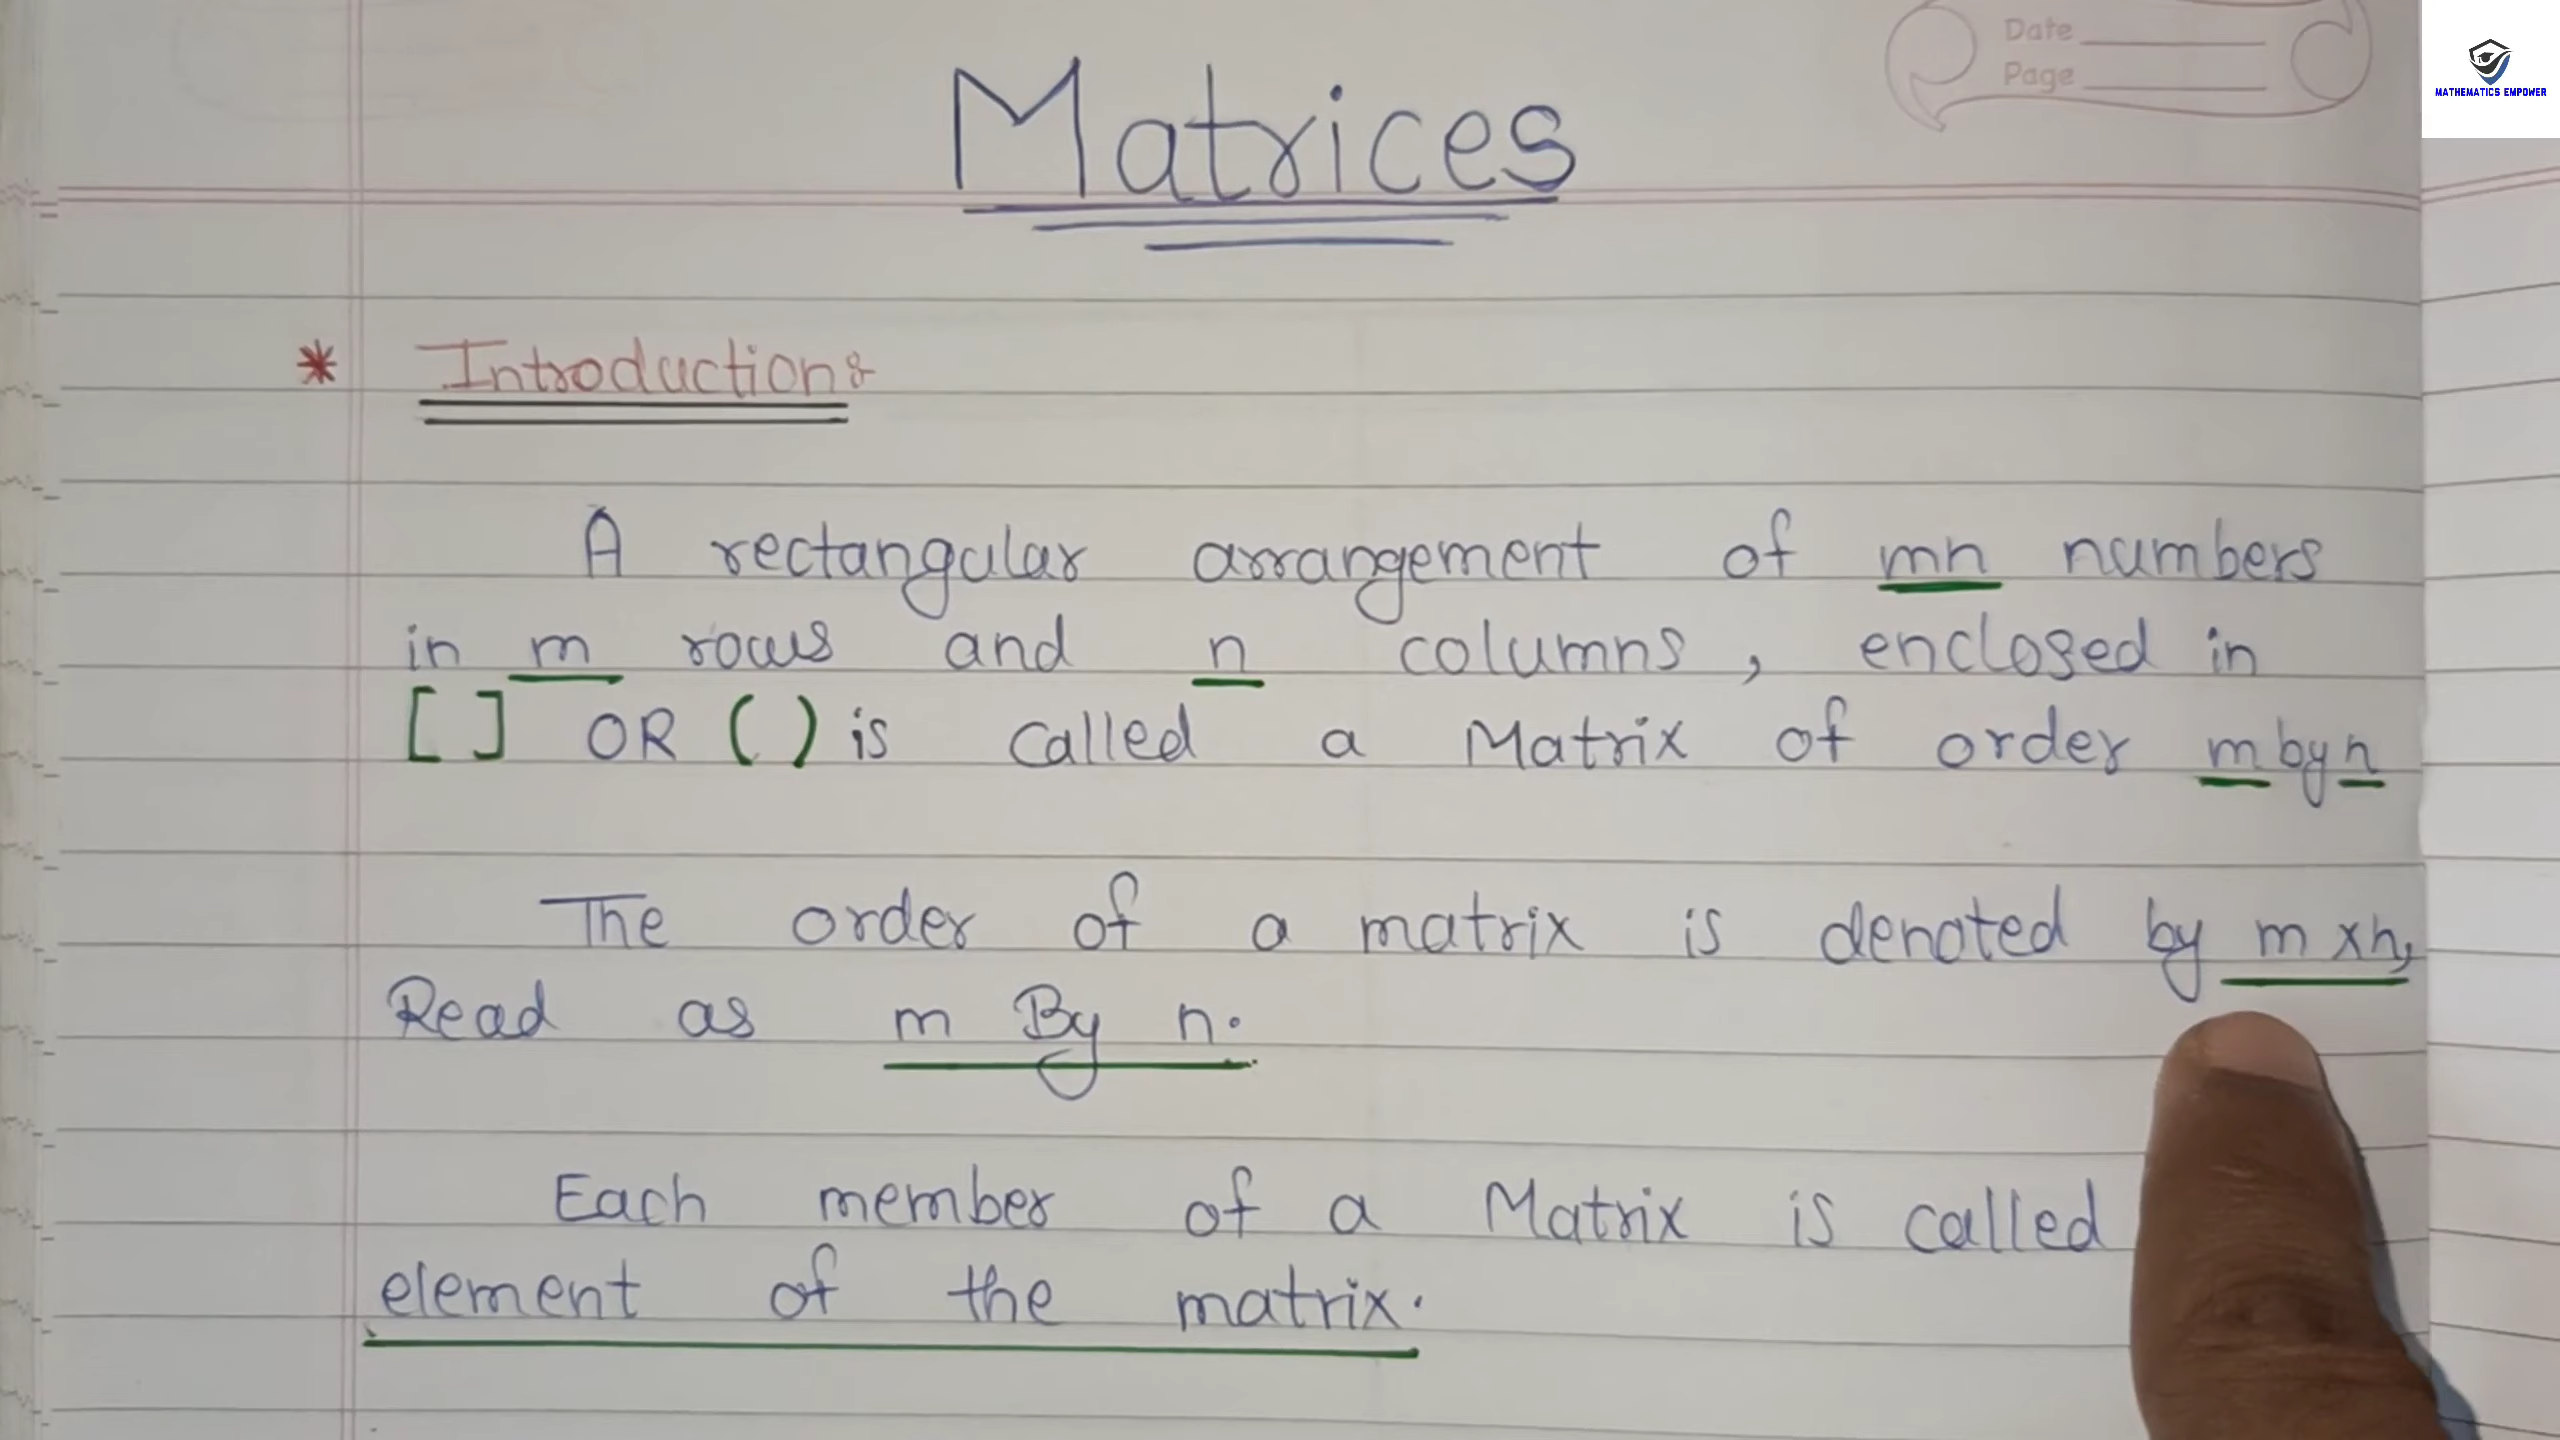 Date
Page
MATHEMATICS EMPOWER
Matrices
* Introduction:
A rectangular arrangement of mn numbers
in m rows and n columns, enclosed in
[ ] OR ( ) is called a Matrix of order m by n
The order of a matrix is denoted by m x n,
Read as m By n.
Each member of a Matrix is called
element of the matrix.